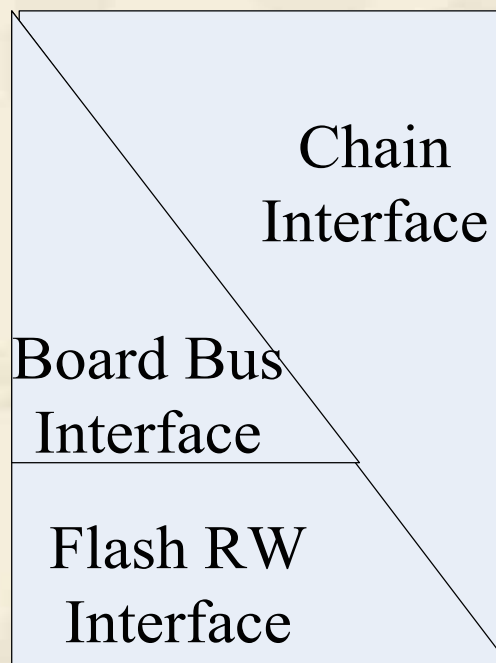 Chain
Interface
Board Bus
Interface
Flash RW
Interface